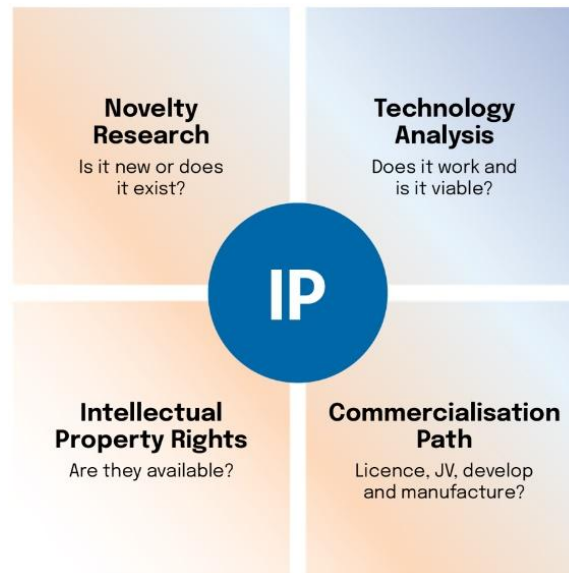 Novelty
Research
Is it new or does
it exist?
Technology
Analysis
Does it work and
is it viable?
IP
Intellectual
Property Rights
Are they available?
Commercialisation
Path
Licence, JV, develop
and manufacture?